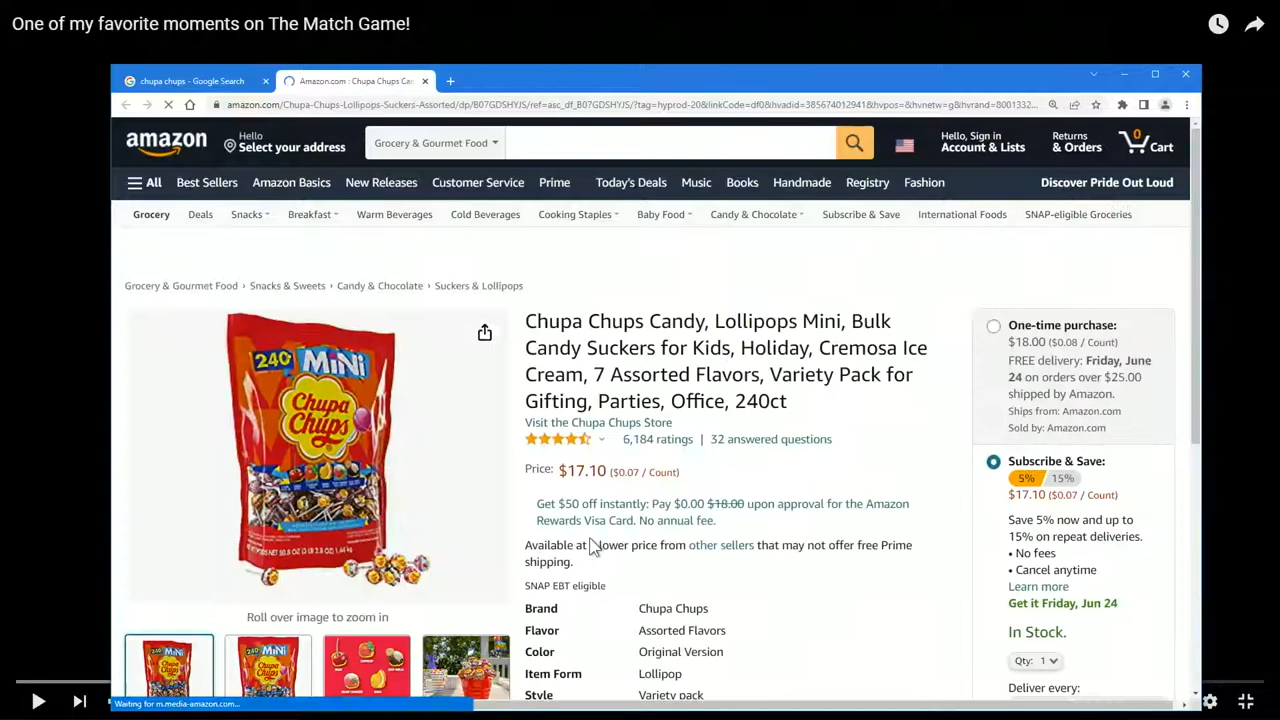 One of my favorite moments on The Match Game!
chupa chups - Google Search
Amazon.com : Chupa Chups Can
amazon.com/Chupa-Chups-Lollipops-Suckers-Assorted/dp/B07GDSHYJS/ref=asc_df_B07GDSHYJS/?tag=hyprod-20&linkCode=df0&hvadid=385674012941&hvpos=&hvnetw=g&hvrand=8001332...
amazon
Hello
Select your address
Grocery & Gourmet Food
Hello, Sign in
Account & Lists
Returns
& Orders
0
Cart
All Best Sellers Amazon Basics New Releases Customer Service Prime Today's Deals Music Books Handmade Registry Fashion Discover Pride Out Loud
Grocery Deals Snacks Breakfast Warm Beverages Cold Beverages Cooking Staples Baby Food Candy & Chocolate Subscribe & Save International Foods SNAP-eligible Groceries
Grocery & Gourmet Food › Snacks & Sweets › Candy & Chocolate › Suckers & Lollipops
240 MiNi
Chupa
Chups
Roll over image to zoom in
Chupa Chups Candy, Lollipops Mini, Bulk
Candy Suckers for Kids, Holiday, Cremosa Ice
Cream, 7 Assorted Flavors, Variety Pack for
Gifting, Parties, Office, 240ct
Visit the Chupa Chups Store
6,184 ratings | 32 answered questions
Price: $17.10 ($0.07 / Count)
Get $50 off instantly: Pay $0.00 $18.00 upon approval for the Amazon
Rewards Visa Card. No annual fee.
Available at lower price from other sellers that may not offer free Prime
shipping.
SNAP EBT eligible
Brand Chupa Chups
Flavor Assorted Flavors
Color Original Version
Item Form Lollipop
Style Variety pack
One-time purchase:
$18.00 ($0.08 / Count)
FREE delivery: Friday, June
24 on orders over $25.00
shipped by Amazon.
Ships from: Amazon.com
Sold by: Amazon.com
Subscribe & Save:
5% 15%
$17.10 ($0.07 / Count)
Save 5% now and up to
15% on repeat deliveries.
• No fees
• Cancel anytime
Learn more
Get it Friday, Jun 24
In Stock.
Qty: 1
Deliver every:
Waiting for m.media-amazon.com...